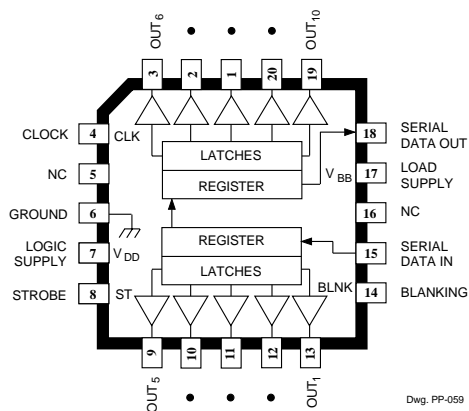 OUT6 • • • OUT10
3 2 1 20 19
CLOCK 4 CLK
NC 5
GROUND 6
LOGIC SUPPLY 7 VDD
STROBE 8 ST
LATCHES
REGISTER
REGISTER
LATCHES
18 SERIAL DATA OUT
VBB 17 LOAD SUPPLY
16 NC
15 SERIAL DATA IN
BLNK 14 BLANKING
9 10 11 12 13
OUT5 • • • OUT1
Dwg. PP-059